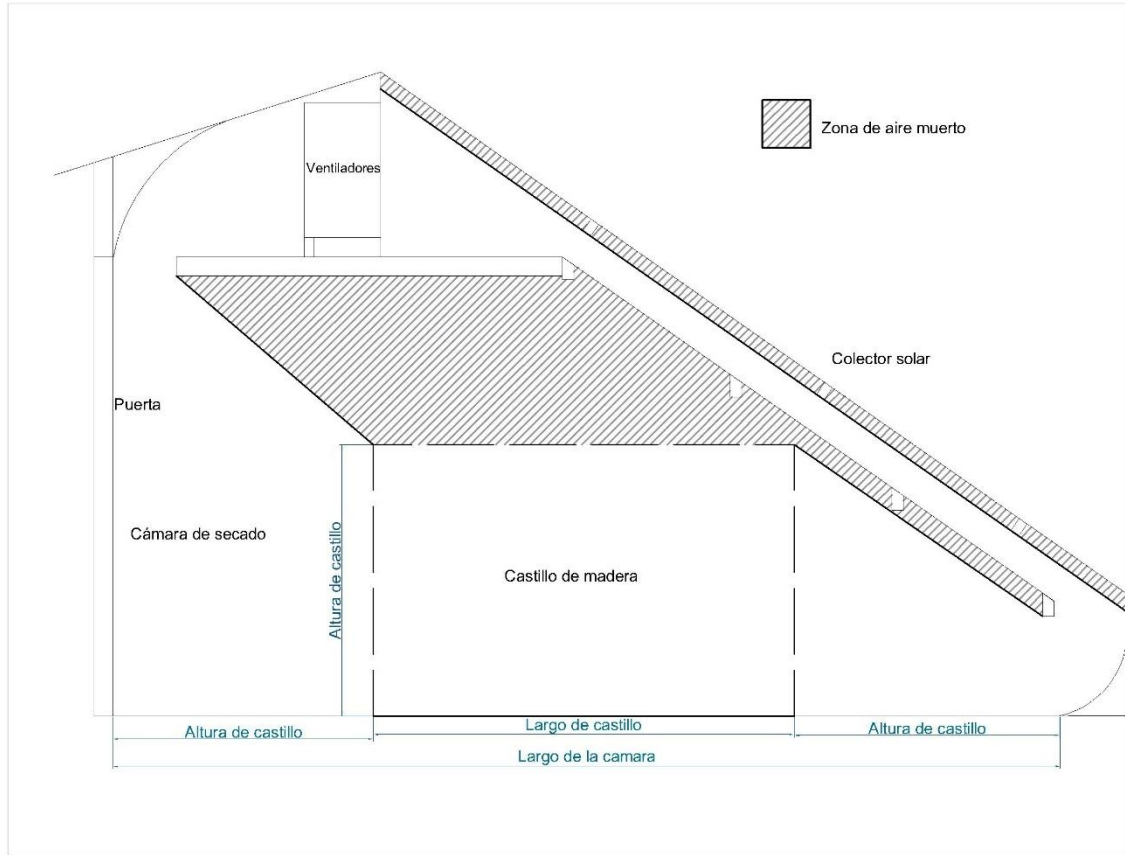 Zona de aire muerto
Ventiladores
Colector solar
Puerta
Cámara de secado
Altura de castillo
Castillo de madera
Altura de castillo
Largo de castillo
Altura de castillo
Largo de la camara